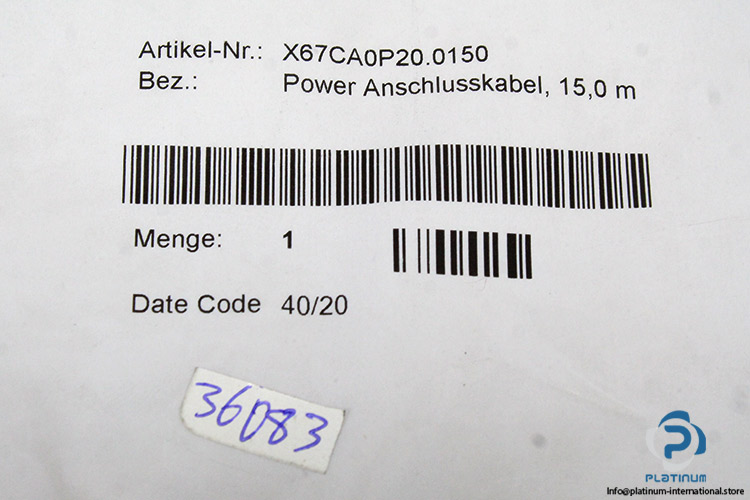 Artikel-Nr.: X67CA0P20.0150
Bez.: Power Anschlusskabel, 15,0 m
Menge: 1
Date Code 40/20
36083
PLATINUM
Info@platinum-international.store